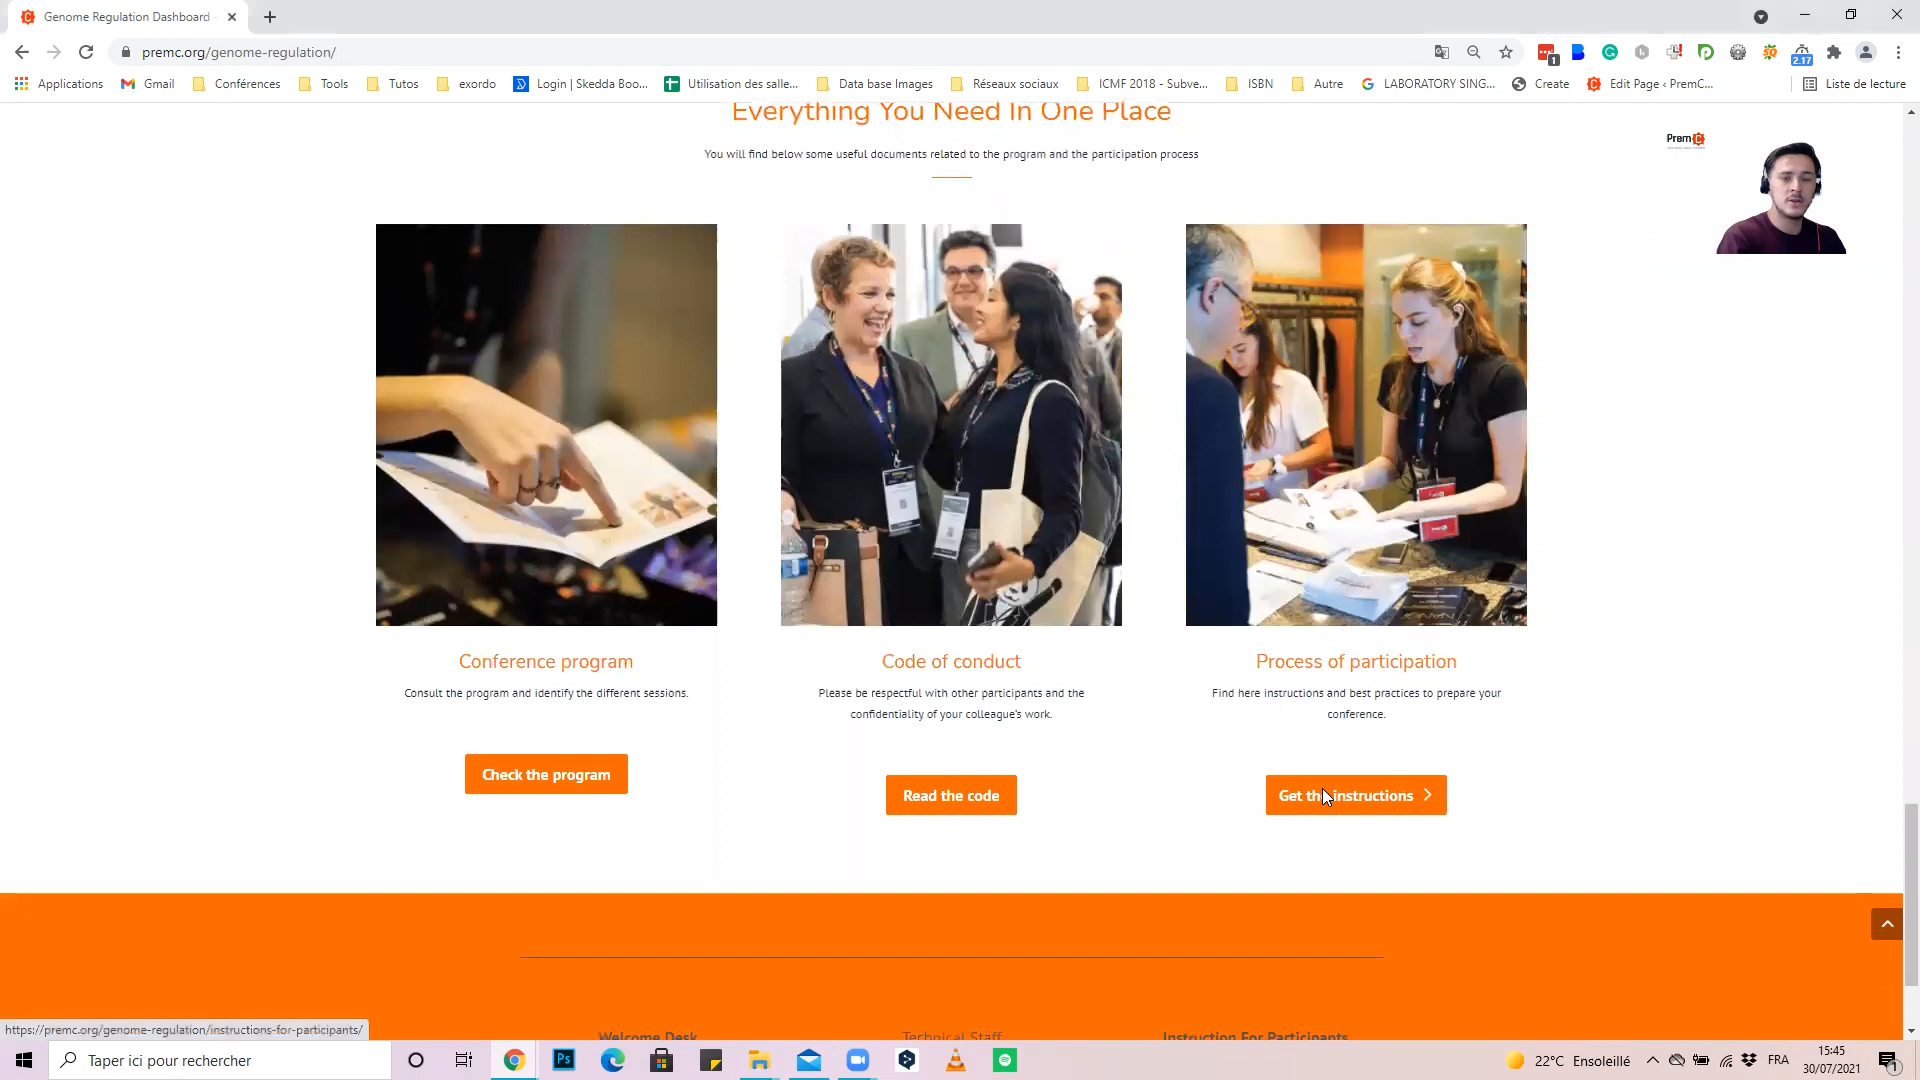 Genome Regulation Dashboard -
premc.org/genome-regulation/
1
2.17
Applications
Gmail
Conférences
Tools
Tutos
exordo
Login | Skedda Boo...
Utilisation des salle...
Data base Images
Réseaux sociaux
ICMF 2018 - Subve...
ISBN
Autre
LABORATORY SING...
Create
Edit Page ‹ PremC...
Liste de lecture
Everything You Need In One Place
PremC
You will find below some useful documents related to the program and the participation process
Conference program
Code of conduct
Process of participation
Consult the program and identify the different sessions.
Please be respectful with other participants and the
confidentiality of your colleague's work.
Find here instructions and best practices to prepare your
conference.
Check the program
Read the code
Get the instructions
Welcome Desk
Technical Staff
Instruction For Participants
https://premc.org/genome-regulation/instructions-for-participants/
Taper ici pour rechercher
Ps
22°C Ensoleillé
FRA
15:45
30/07/2021
1